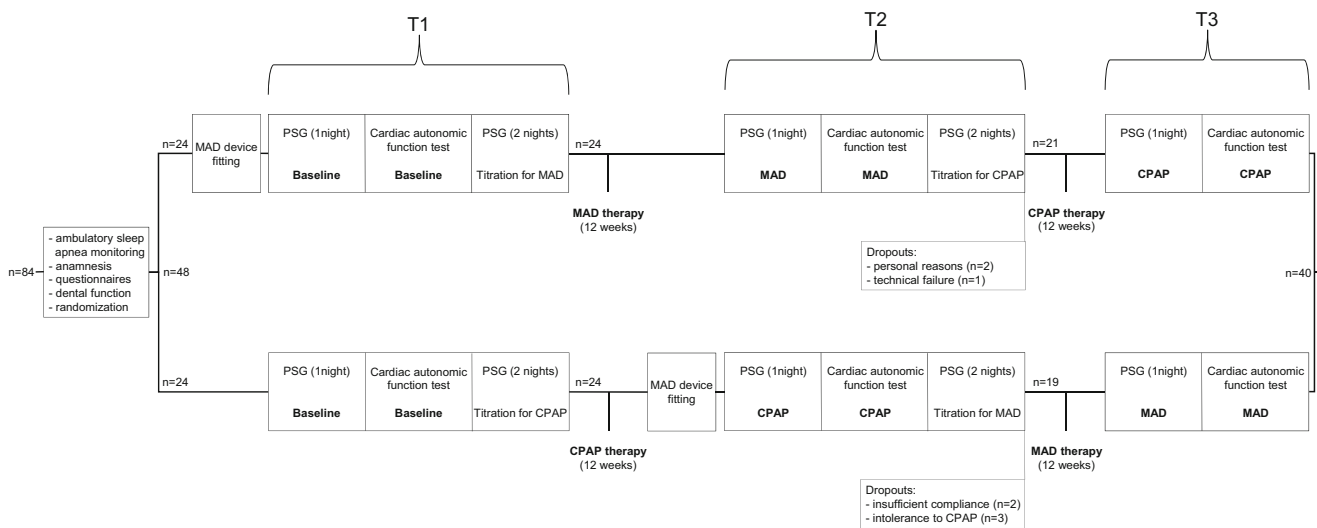 T1
T2
T3
n=84
- ambulatory sleep
apnea monitoring
- anamnesis
- questionnaires
- dental function
- randomization
n=48
n=24
MAD device
fitting
PSG (1night)
Baseline
Cardiac autonomic
function test
Baseline
PSG (2 nights)
Titration for MAD
n=24
MAD therapy
(12 weeks)
PSG (1night)
MAD
Cardiac autonomic
function test
MAD
PSG (2 nights)
Titration for CPAP
n=21
Dropouts:
- personal reasons (n=2)
- technical failure (n=1)
CPAP therapy
(12 weeks)
PSG (1night)
CPAP
Cardiac autonomic
function test
CPAP
n=40
n=24
PSG (1night)
Baseline
Cardiac autonomic
function test
Baseline
PSG (2 nights)
Titration for CPAP
n=24
CPAP therapy
(12 weeks)
MAD device
fitting
PSG (1night)
CPAP
Cardiac autonomic
function test
CPAP
PSG (2 nights)
Titration for MAD
n=19
Dropouts:
- insufficient compliance (n=2)
- intolerance to CPAP (n=3)
MAD therapy
(12 weeks)
PSG (1night)
MAD
Cardiac autonomic
function test
MAD